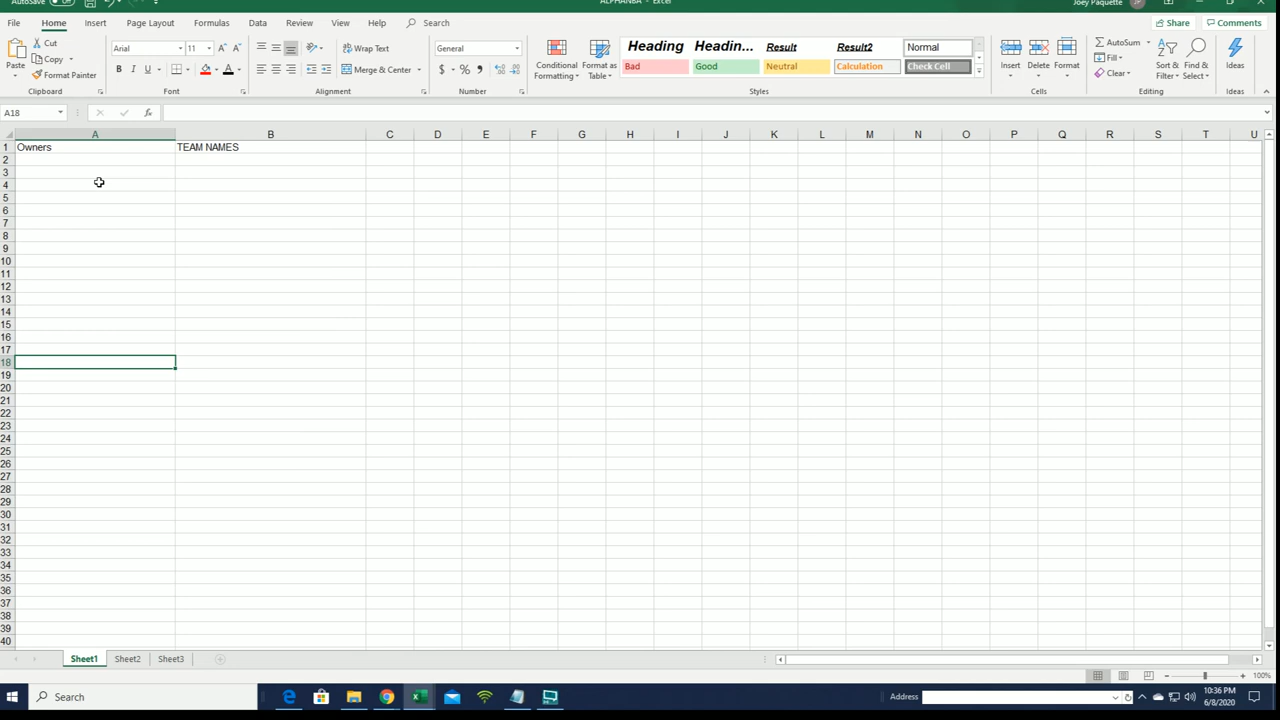 AutoSave Off ALPHANBA - Excel Joey Paquette JP
File Home Insert Page Layout Formulas Data Review View Help Search Share Comments
Paste Cut Copy Format Painter Clipboard
Arial 11 B I U A Font
Wrap Text Merge & Center Alignment
General $ % Number
Conditional Formatting Format as Table
Heading Headin... Result Result2 Normal
Bad Good Neutral Calculation Check Cell
Styles
Insert Delete Format Cells
AutoSum Fill Clear Sort & Filter Find & Select Editing
Ideas Ideas
A18 fx
A B C D E F G H I J K L M N O P Q R S T U
1 Owners TEAM NAMES
2
3
4
5
6
7
8
9
10
11
12
13
14
15
16
17
18
19
20
21
22
23
24
25
26
27
28
29
30
31
32
33
34
35
36
37
38
39
40
Sheet1 Sheet2 Sheet3
100%
Search Address 10:36 PM
6/8/2020